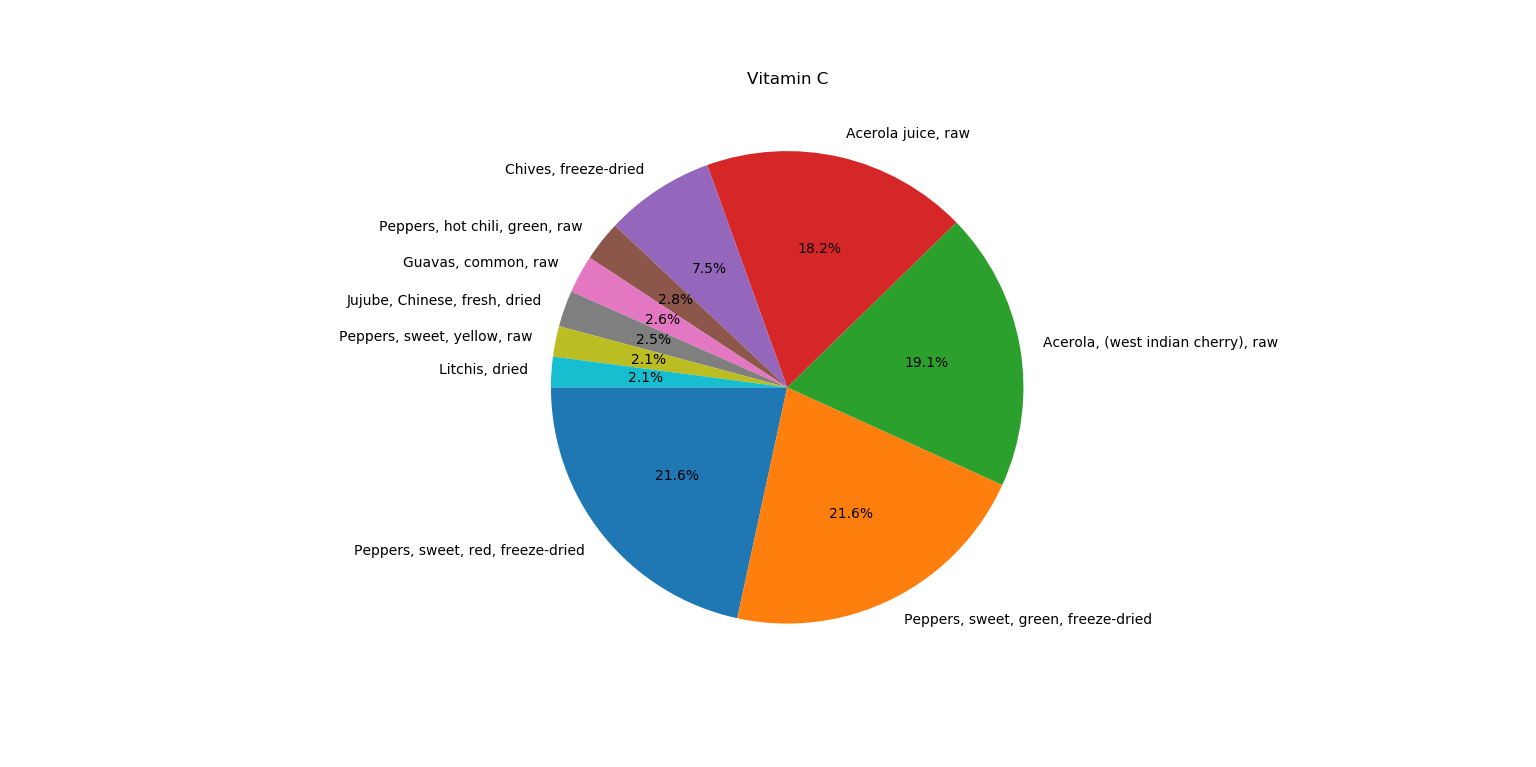 Vitamin C
Acerola juice, raw
Chives, freeze-dried
Peppers, hot chili, green, raw
Guavas, common, raw
Jujube, Chinese, fresh, dried
Peppers, sweet, yellow, raw
Litchis, dried
Acerola, (west indian cherry), raw
Peppers, sweet, red, freeze-dried
Peppers, sweet, green, freeze-dried
18.2%
7.5%
2.8%
2.6%
2.5%
2.1%
2.1%
19.1%
21.6%
21.6%